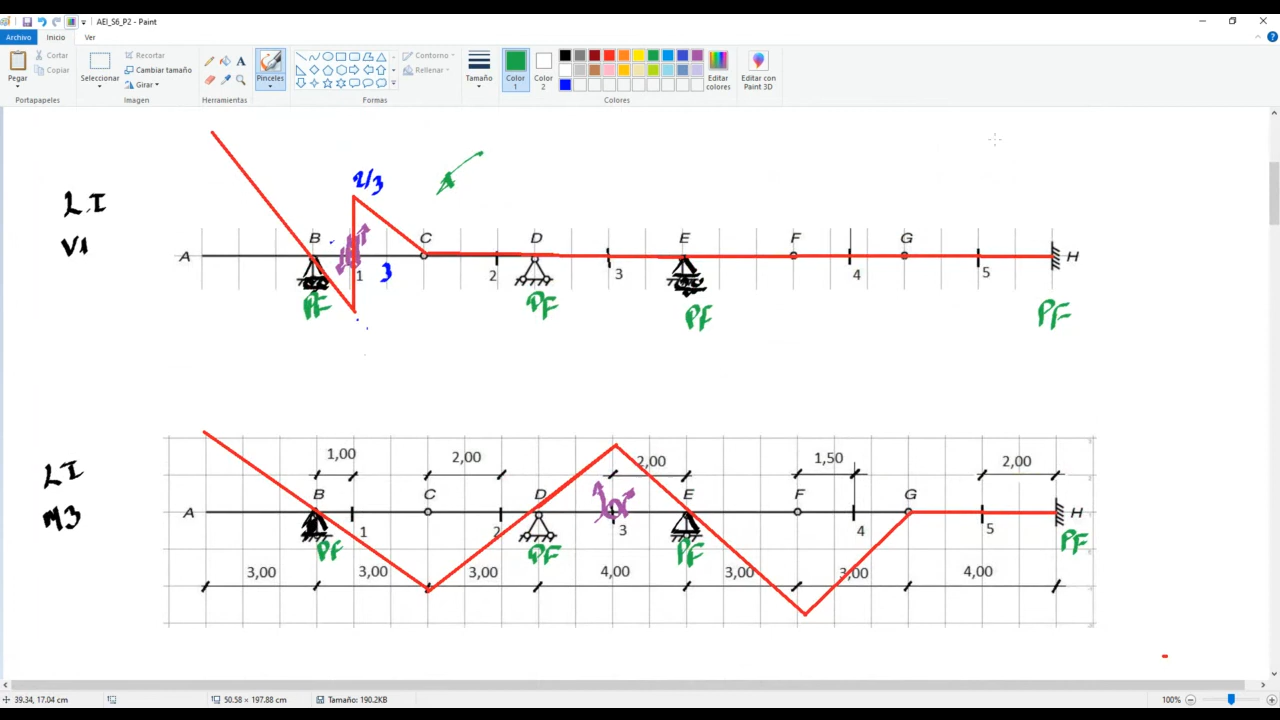 AEI_S6_P2 - Paint
Archivo Inicio Ver
Pegar
Cortar
Copiar
Portapapeles
Seleccionar
Recortar
Cambiar tamaño
Girar
Imagen
A
Herramientas
Pinceles
Contorno
Rellenar
Formas
Tamaño
Color 1
Color 2
Colores
Editar colores
Editar con Paint 3D
L.I
V1
2/3
A B C D E F G H
1 3 2 3 4 5
PF PF PF PF
LI
M3
1,00 2,00 2,00 1,50 2,00
A B C D E F G H
1 2 3 4 5
PF PF PF PF
3,00 3,00 3,00 4,00 3,00 3,00 4,00
39.34, 17.04 cm
50.58 × 197.88 cm
Tamaño: 190.2KB
100%